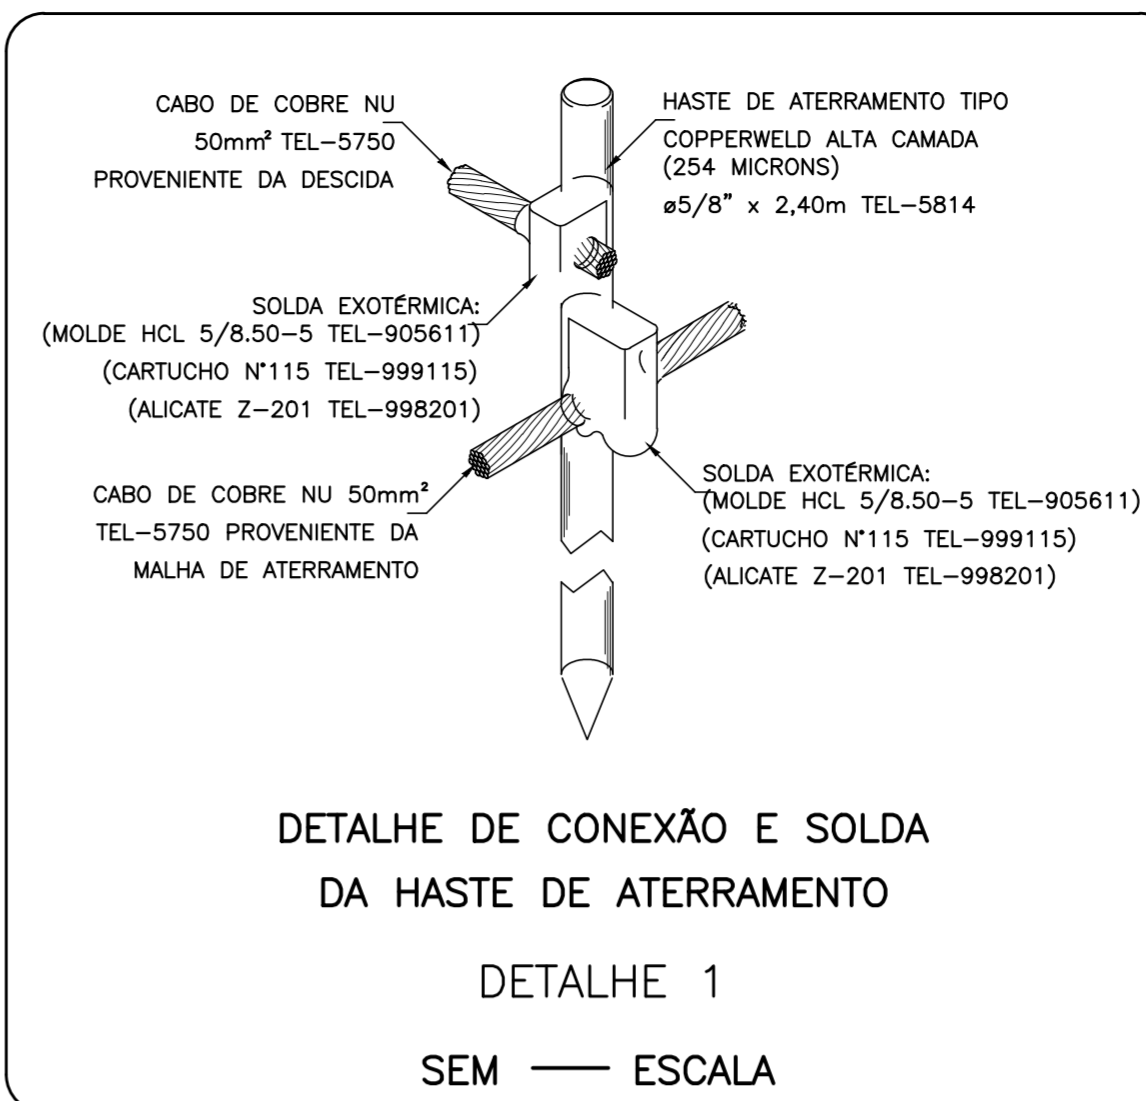 CABO DE COBRE NU
50mm² TEL-5750
PROVENIENTE DA DESCIDA
HASTE DE ATERRAMENTO TIPO
COPPERWELD ALTA CAMADA
(254 MICRONS)
ø5/8" x 2,40m TEL-5814
SOLDA EXOTÉRMICA:
(MOLDE HCL 5/8.50-5 TEL-905611)
(CARTUCHO N°115 TEL-999115)
(ALICATE Z-201 TEL-998201)
CABO DE COBRE NU 50mm²
TEL-5750 PROVENIENTE DA
MALHA DE ATERRAMENTO
SOLDA EXOTÉRMICA:
(MOLDE HCL 5/8.50-5 TEL-905611)
(CARTUCHO N°115 TEL-999115)
(ALICATE Z-201 TEL-998201)
DETALHE DE CONEXÃO E SOLDA
DA HASTE DE ATERRAMENTO
DETALHE 1
SEM — ESCALA